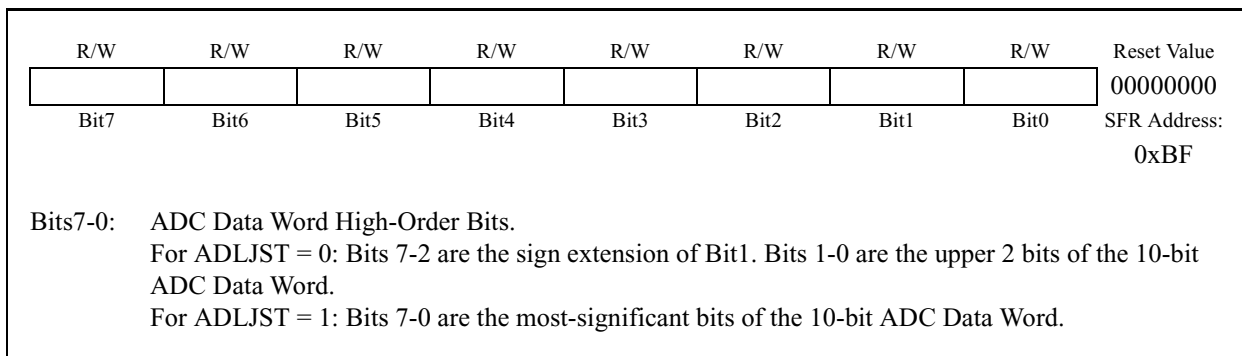 R/W R/W R/W R/W R/W R/W R/W R/W Reset Value
00000000
Bit7 Bit6 Bit5 Bit4 Bit3 Bit2 Bit1 Bit0 SFR Address:
0xBF
Bits7-0: ADC Data Word High-Order Bits.
For ADLJST = 0: Bits 7-2 are the sign extension of Bit1. Bits 1-0 are the upper 2 bits of the 10-bit
ADC Data Word.
For ADLJST = 1: Bits 7-0 are the most-significant bits of the 10-bit ADC Data Word.